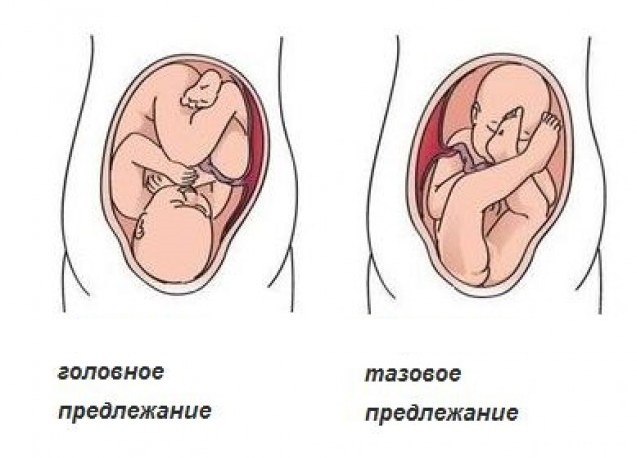 головное
предлежание
тазовое
предлежание